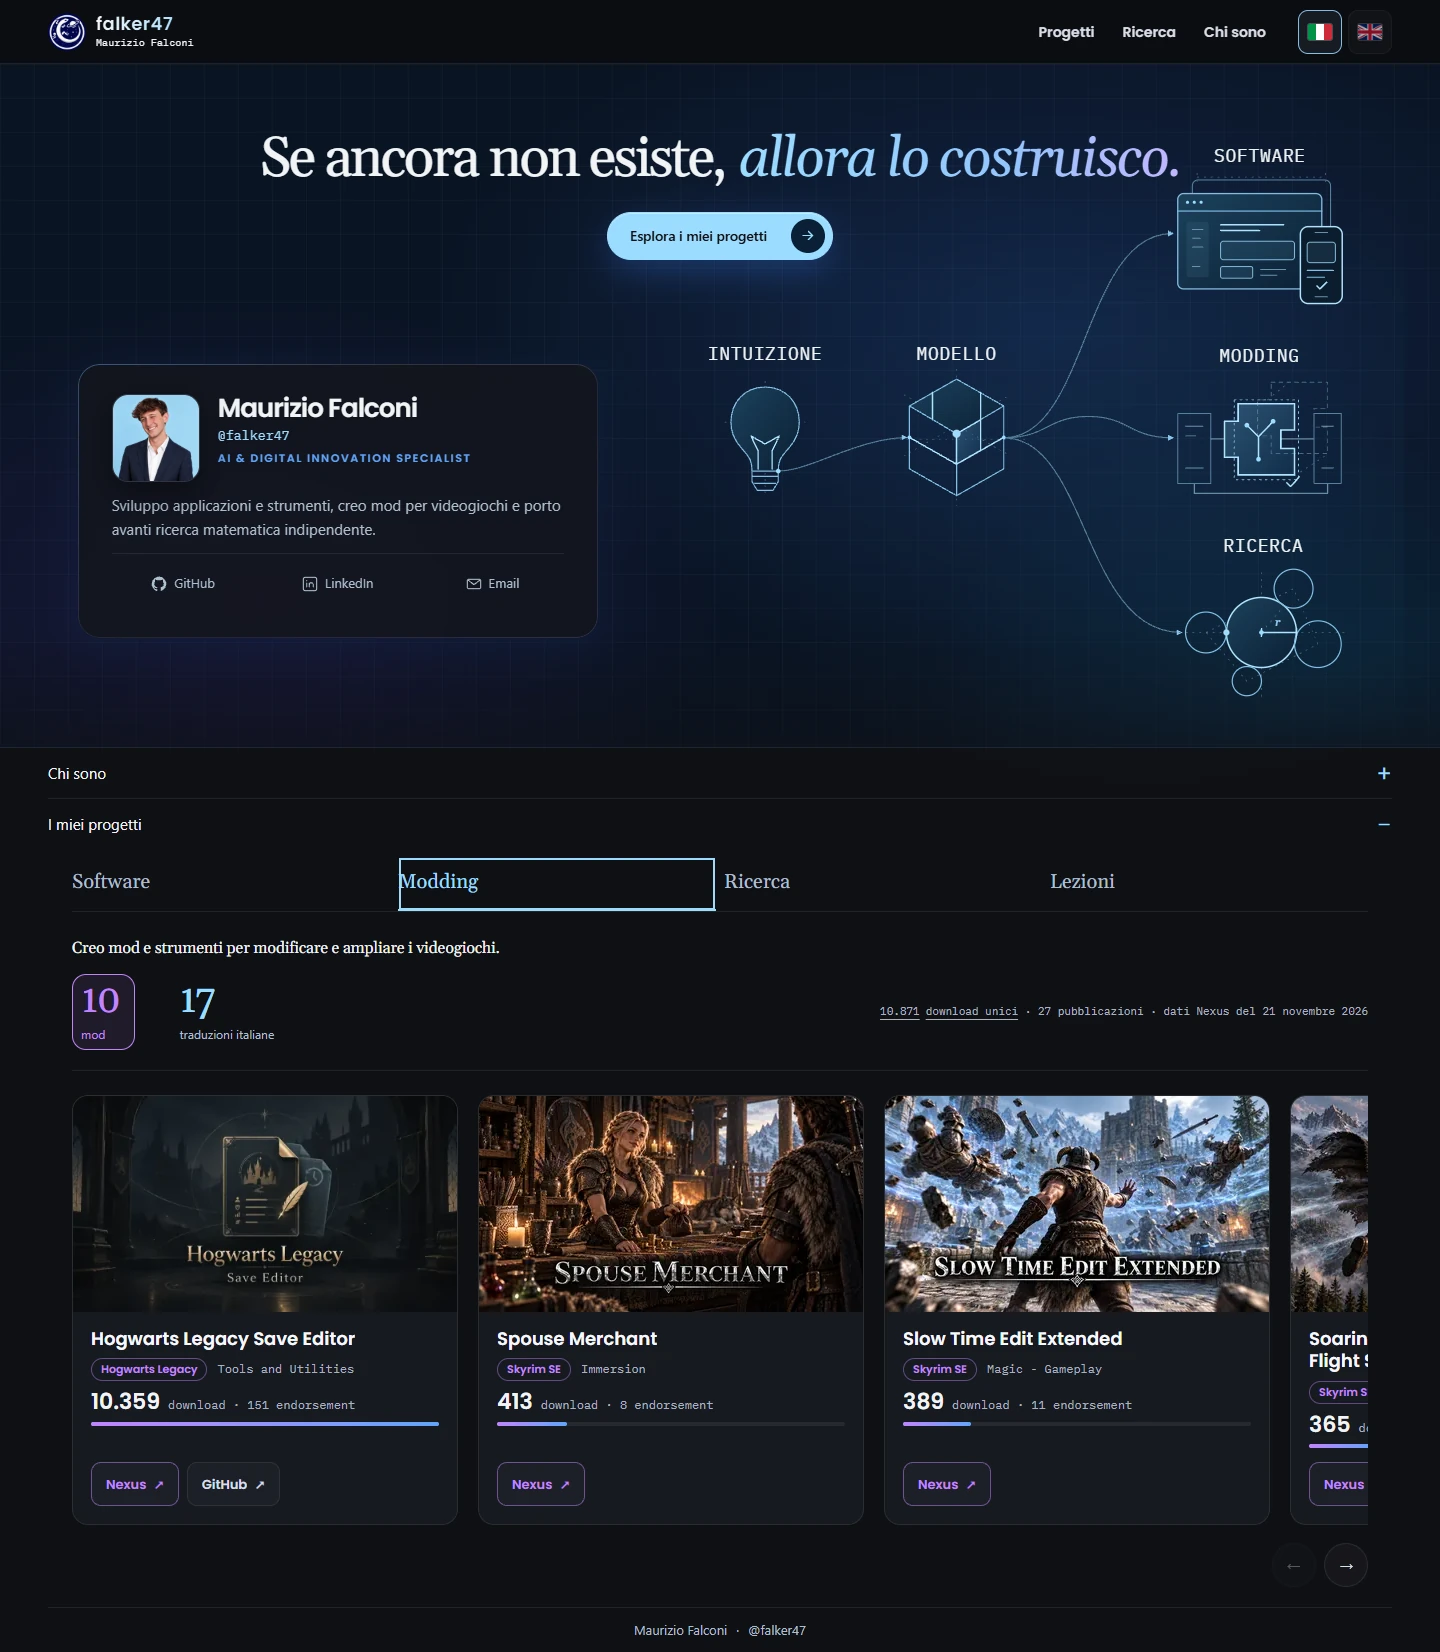 falker47
Maurizio Falconi
Progetti
Ricerca
Chi sono
Se ancora non esiste, allora lo costruisco.
Esplora i miei progetti →
SOFTWARE
INTUIZIONE
MODELLO
MODDING
RICERCA
r
Maurizio Falconi
@falker47
AI & DIGITAL INNOVATION SPECIALIST
Sviluppo applicazioni e strumenti, creo mod per videogiochi e porto
avanti ricerca matematica indipendente.
GitHub
LinkedIn
Email
Chi sono +
I miei progetti −
Software
Modding
Ricerca
Lezioni
Creo mod e strumenti per modificare e ampliare i videogiochi.
10
mod
17
traduzioni italiane
10.871 download unici · 27 pubblicazioni · dati Nexus del 21 novembre 2026
Hogwarts Legacy
Save Editor
Hogwarts Legacy Save Editor
Hogwarts Legacy Tools and Utilities
10.359 download · 151 endorsement
Nexus ↗ GitHub ↗
SPOUSE MERCHANT
Spouse Merchant
Skyrim SE Immersion
413 download · 8 endorsement
Nexus ↗
SLOW TIME EDIT EXTENDED
Slow Time Edit Extended
Skyrim SE Magic - Gameplay
389 download · 11 endorsement
Nexus ↗
Soarin
Flight
Skyrim S
365
Nexus
← →
Maurizio Falconi · @falker47